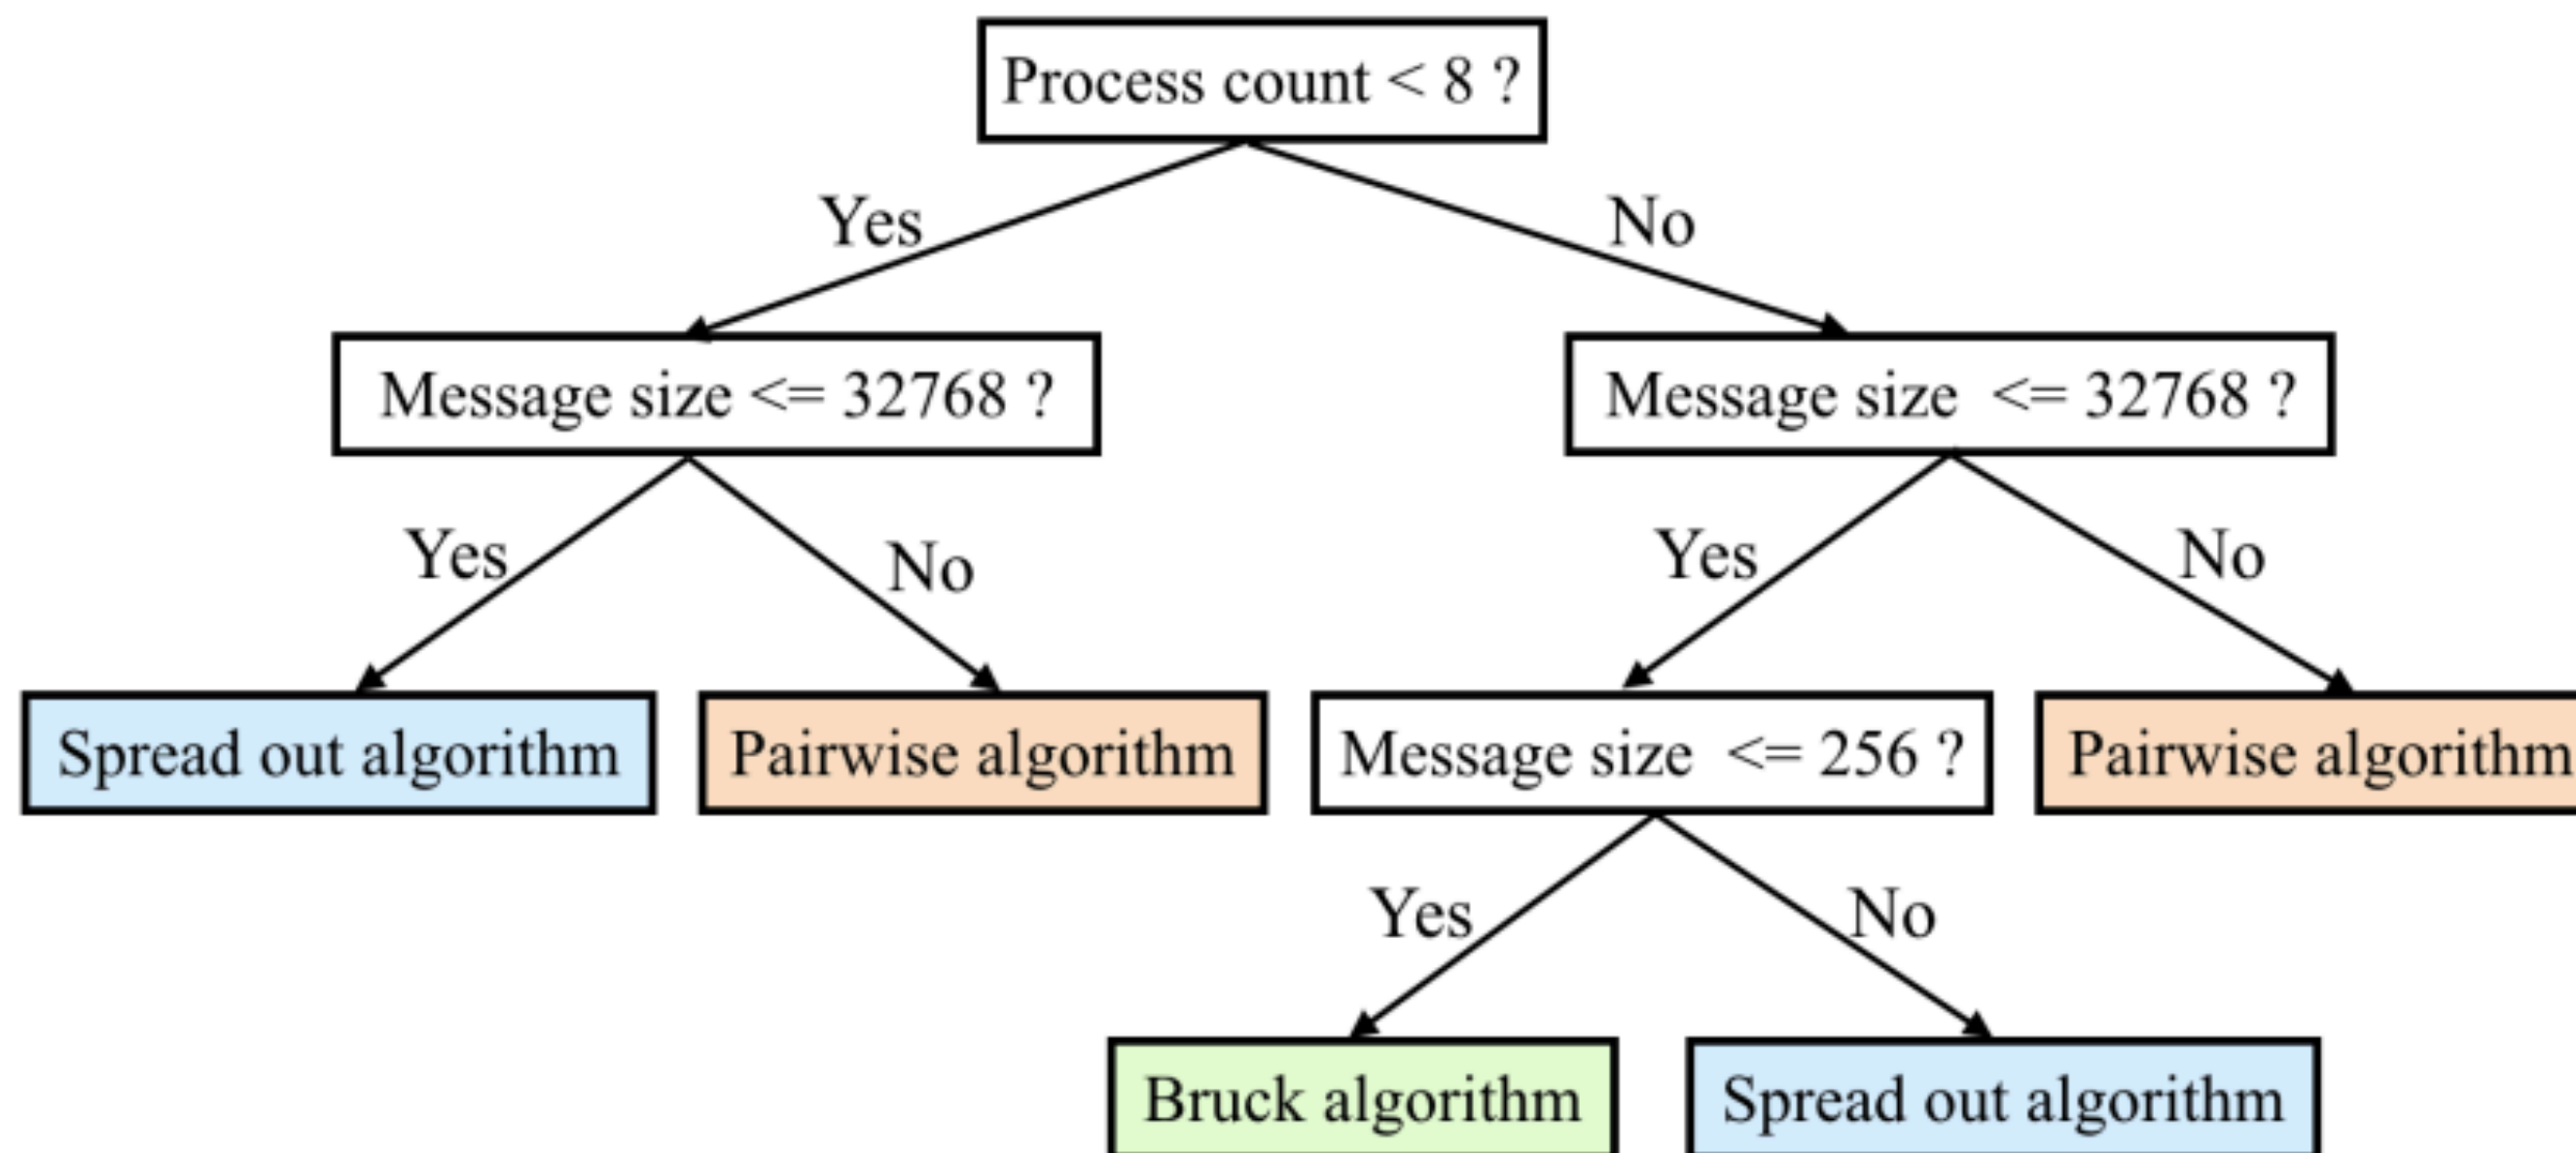 Process count < 8 ?
Yes
No
Message size <= 32768 ?
Message size <= 32768 ?
Yes
No
Yes
No
Spread out algorithm
Pairwise algorithm
Message size <= 256 ?
Pairwise algorithm
Yes
No
Bruck algorithm
Spread out algorithm